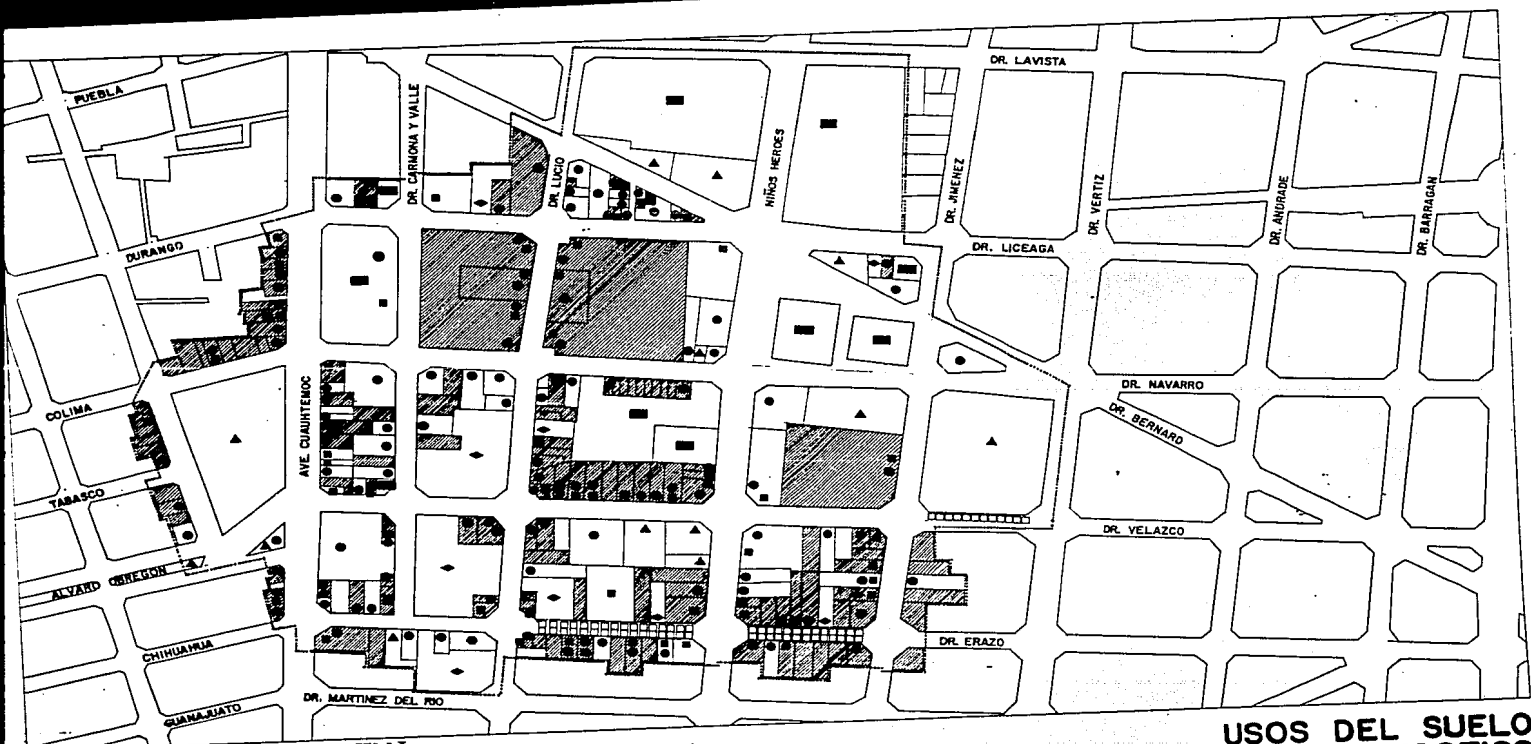 DR. LAVISTA
PUEBLA
DR. CARMONA Y VALLE
DR. LUCIO
NIÑOS HEROES
DR. JIMENEZ
DR. VERTIZ
DR. ANDRADE
DR. BARRAGAN
DURANGO
DR. LICEAGA
COLIMA
AVE. CUAUHTEMOC
DR. NAVARRO
DR. BERNARD
TABASCO
DR. VELAZCO
ALVARO OBREGON
CHIHUAHUA
DR. ERAZO
DR. MARTINEZ DEL RIO
GUANAJUATO
USOS DEL SUELO